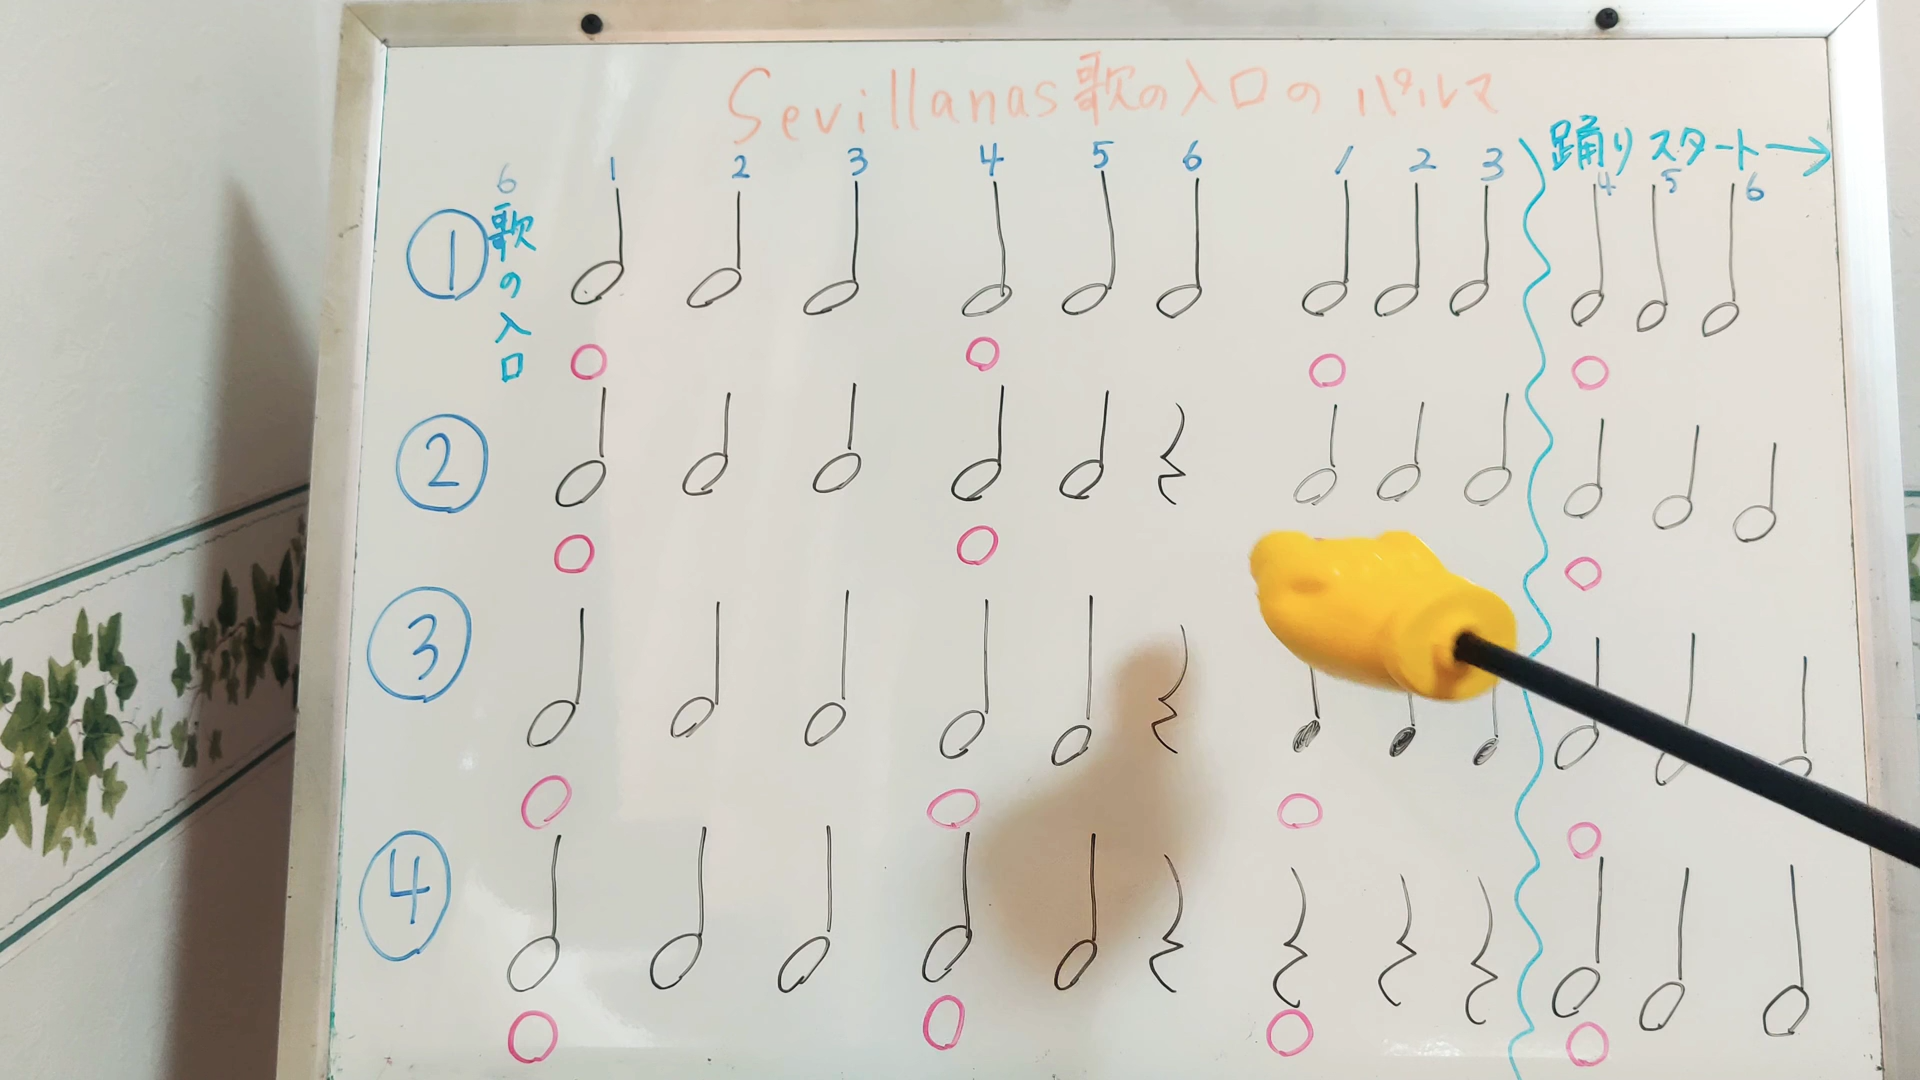 Sevillanas歌の入口のパルマ
踊りスタート→
6 1 2 3 4 5 6 1 2 3 4 5 6
① 歌の入口
②
③
④